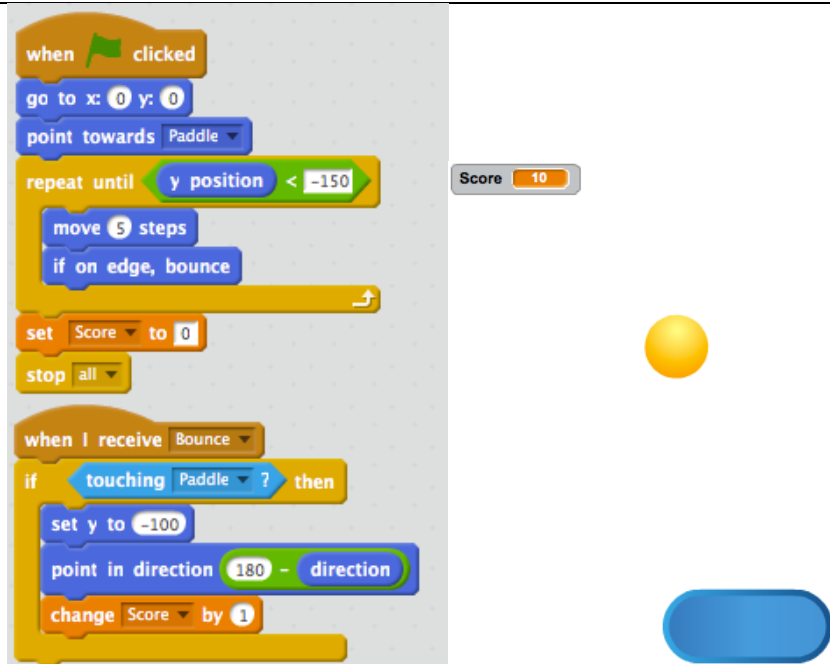 when clicked
go to x: 0 y: 0
point towards Paddle
repeat until y position < -150
move 5 steps
if on edge, bounce
set Score to 0
stop all
when I receive Bounce
if touching Paddle ? then
set y to -100
point in direction 180 - direction
change Score by 1
Score 10